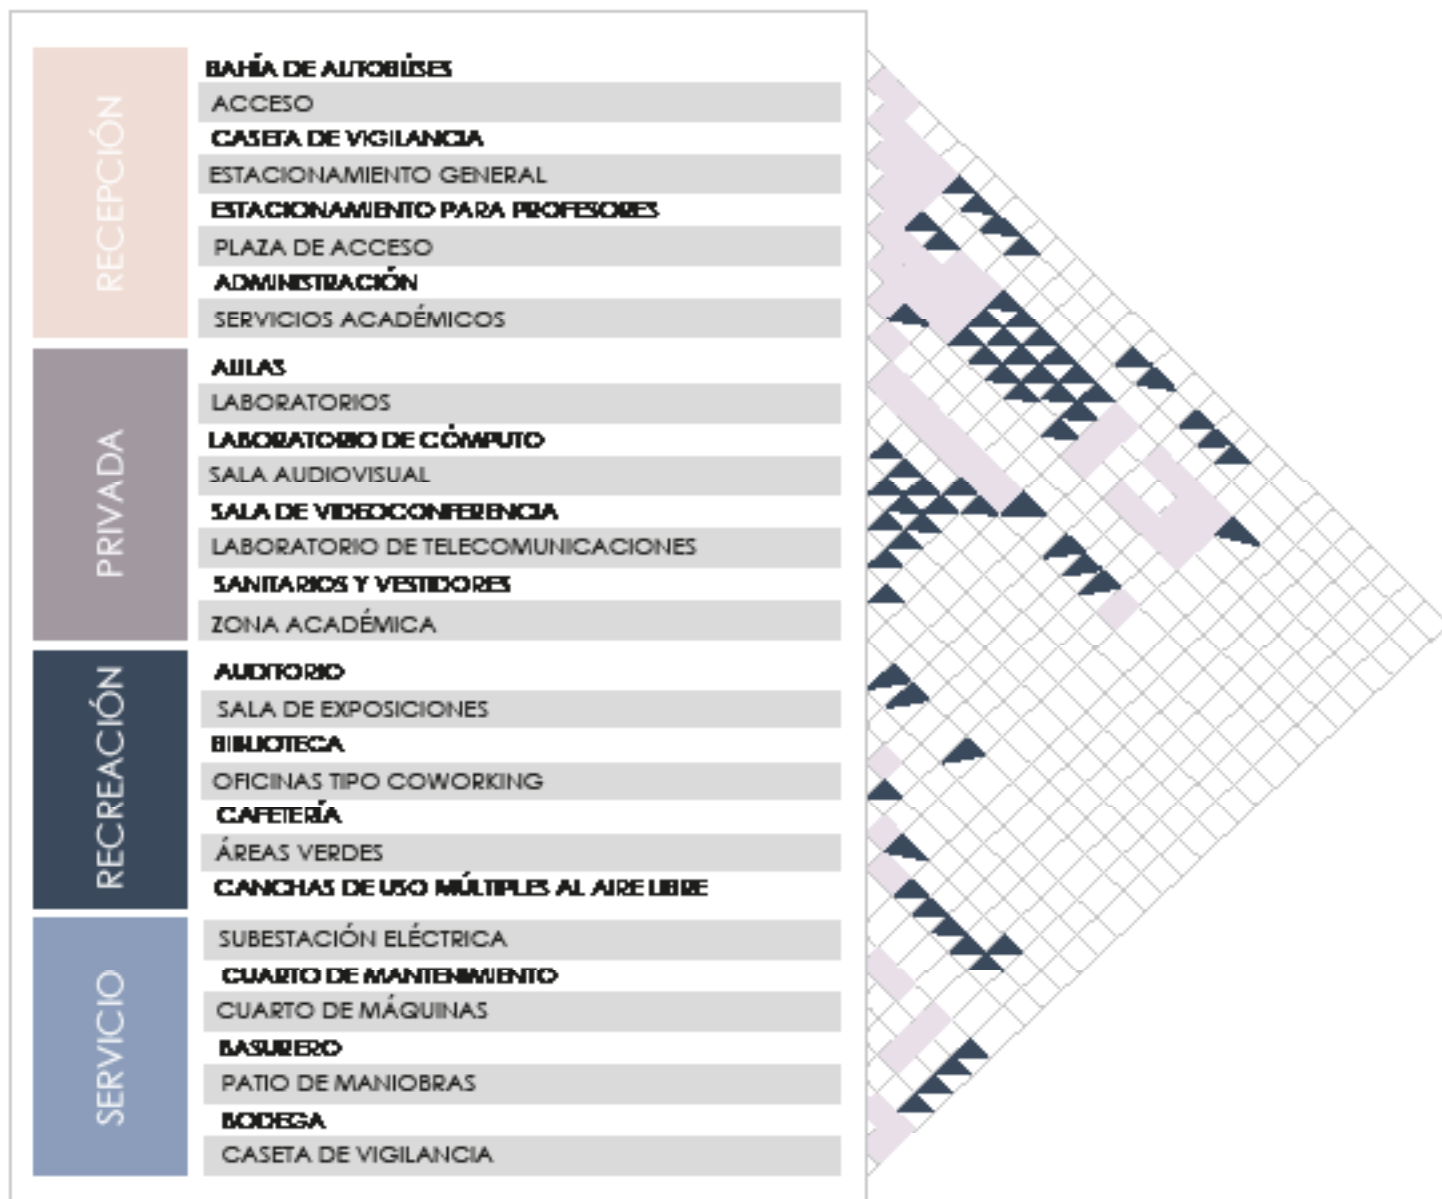 RECEPCIÓN
BAHÍA DE AUTOBUSES
ACCESO
CASETA DE VIGILANCIA
ESTACIONAMIENTO GENERAL
ESTACIONAMIENTO PARA PROFESORES
PLAZA DE ACCESO
ADMINISTRACIÓN
SERVICIOS ACADÉMICOS
PRIVADA
AULAS
LABORATORIOS
LABORATORIO DE CÓMPUTO
SALA AUDIOVISUAL
SALA DE VIDEOCONFERENCIA
LABORATORIO DE TELECOMUNICACIONES
SANITARIOS Y VESTIDORES
ZONA ACADÉMICA
RECREACIÓN
AUDITORIO
SALA DE EXPOSICIONES
BIBLIOTECA
OFICINAS TIPO COWORKING
CAFETERÍA
ÁREAS VERDES
CANCHAS DE USO MÚLTIPLES AL AIRE LIBRE
SERVICIO
SUBESTACIÓN ELÉCTRICA
CUARTO DE MANTENIMIENTO
CUARTO DE MÁQUINAS
BASURERO
PATIO DE MANIOBRAS
BODEGA
CASETA DE VIGILANCIA